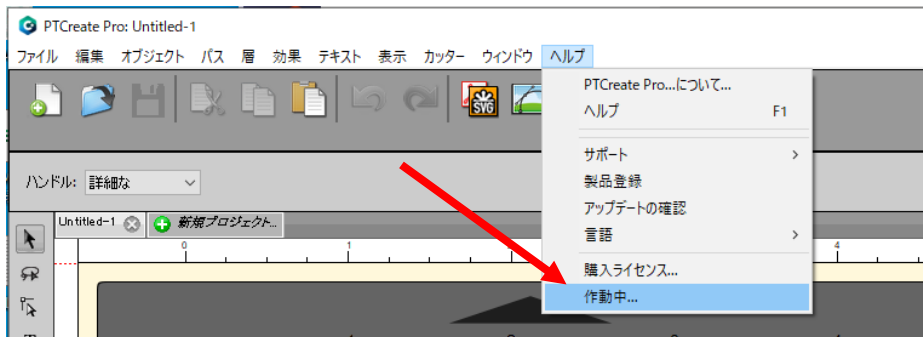 PTCreate Pro: Untitled-1
ファイル 編集 オブジェクト パス 層 効果 テキスト 表示 カッター ウィンドウ ヘルプ
SVG
PTCreate Pro...について...
ヘルプ F1
サポート
製品登録
アップデートの確認
言語
購入ライセンス...
作動中...
ハンドル: 詳細な
Untitled-1 新規プロジェクト...
0 1 4